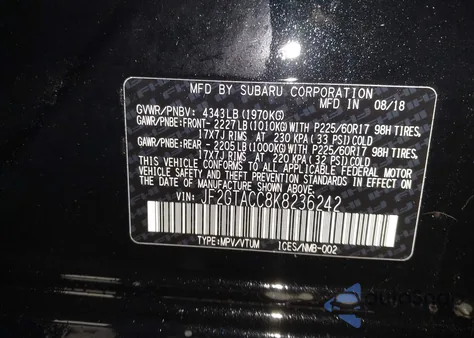 MFD BY SUBARU CORPORATION
IN 08/18
GVWR/PNBV: 4343LB (1970KG)
GAWR/PNBE:FRONT- 2227LB(1010KG)WITH P225/60R17 98H TIRES,
17X7J RIMS AT 230 KPA(33 PSI)COLD
GAWR/PNBE:REAR - 2205LB(1000KG)WITH P225/60R17 98H TIRES,
17X7J RIMS AT 220 KPA(32 PSI)COLD
THIS VEHICLE CONFORMS TO ALL APPLICABLE FEDERAL MOTOR
VEHICLE SAFETY AND THEFT PREVENTION STANDARDS IN EFFECT
ON THE DATE OF MANUFACTURE SHOWN ABOVE.
VIN: JF2GTACC8K8236242
TYPE:MPV/VTUM ICES/NMB-002